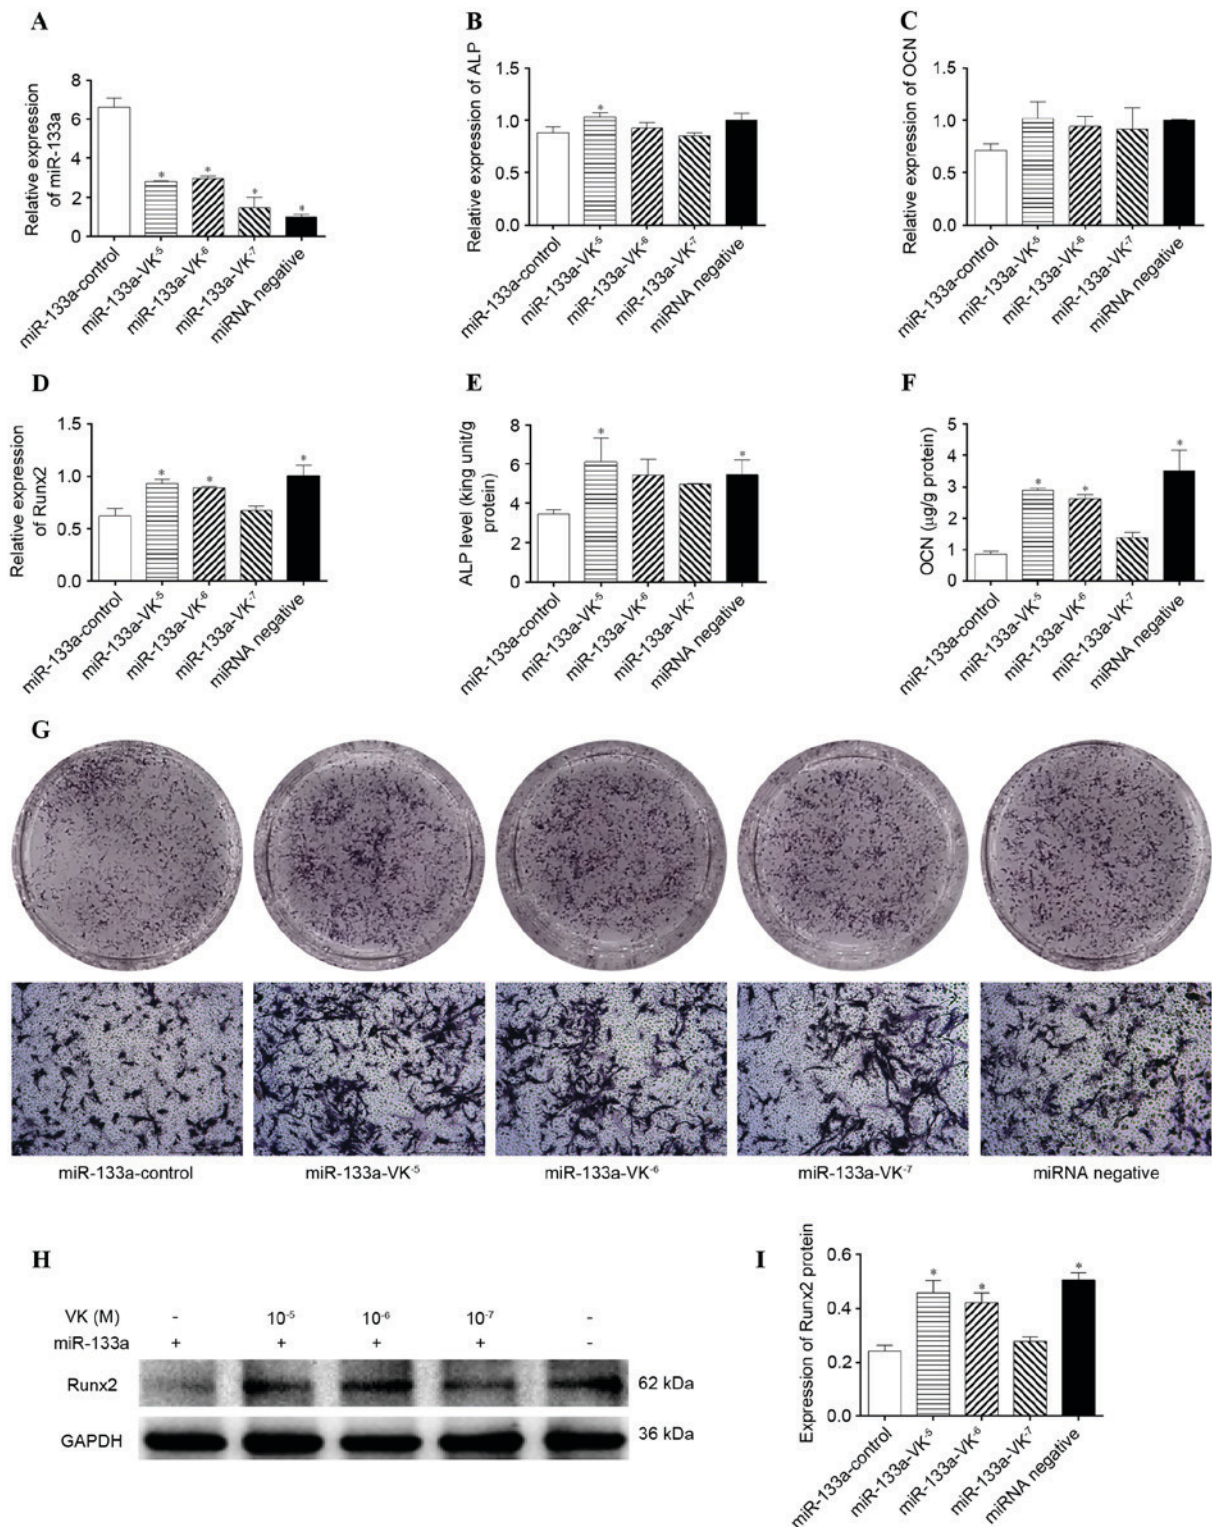 A
Relative expression
of miR-133a
8
6
4
2
0
*
*
*
*
miR-133a-control
miR-133a-VK⁻⁵
miR-133a-VK⁻⁶
miR-133a-VK⁻⁷
miRNA negative
B
Relative expression of ALP
1.5
1.0
0.5
0.0
*
miR-133a-control
miR-133a-VK⁻⁵
miR-133a-VK⁻⁶
miR-133a-VK⁻⁷
miRNA negative
C
Relative expression of OCN
1.5
1.0
0.5
0.0
miR-133a-control
miR-133a-VK⁻⁵
miR-133a-VK⁻⁶
miR-133a-VK⁻⁷
miRNA negative
D
Relative expression
of Runx2
1.5
1.0
0.5
0.0
*
*
*
miR-133a-control
miR-133a-VK⁻⁵
miR-133a-VK⁻⁶
miR-133a-VK⁻⁷
miRNA negative
E
ALP level (king unit/g
protein)
8
6
4
2
0
*
*
miR-133a-control
miR-133a-VK⁻⁵
miR-133a-VK⁻⁶
miR-133a-VK⁻⁷
miRNA negative
F
OCN (µg/g protein)
5
4
3
2
1
0
*
*
*
miR-133a-control
miR-133a-VK⁻⁵
miR-133a-VK⁻⁶
miR-133a-VK⁻⁷
miRNA negative
G
miR-133a-control
miR-133a-VK⁻⁵
miR-133a-VK⁻⁶
miR-133a-VK⁻⁷
miRNA negative
H
VK (M) - 10⁻⁵ 10⁻⁶ 10⁻⁷ -
miR-133a + + + + -
Runx2 62 kDa
GAPDH 36 kDa
I
Expression of Runx2 protein
0.6
0.4
0.2
0.0
*
*
*
miR-133a-control
miR-133a-VK⁻⁵
miR-133a-VK⁻⁶
miR-133a-VK⁻⁷
miRNA negative